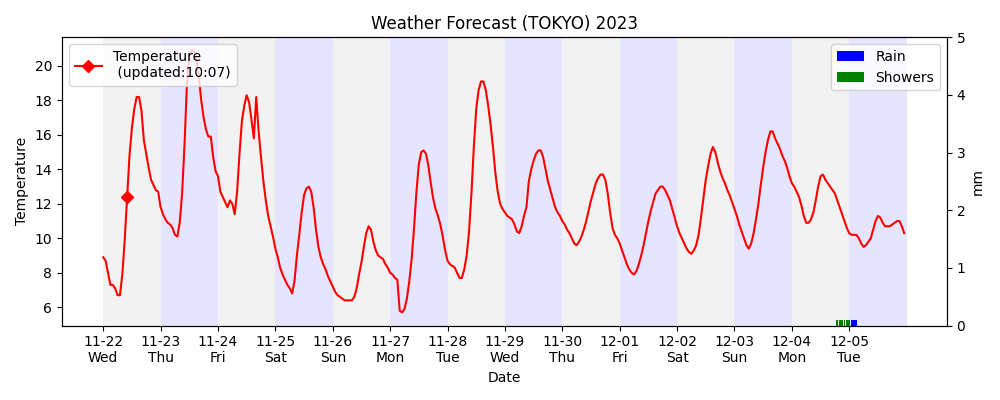 Weather Forecast (TOKYO) 2023
Temperature
(updated:10:07)
Rain
Showers
Temperature
20
18
16
14
12
10
8
6
5
4
3
2
1
0
mm
11-22 11-23 11-24 11-25 11-26 11-27 11-28 11-29 11-30 12-01 12-02 12-03 12-04 12-05
Wed Thu Fri Sat Sun Mon Tue Wed Thu Fri Sat Sun Mon Tue
Date